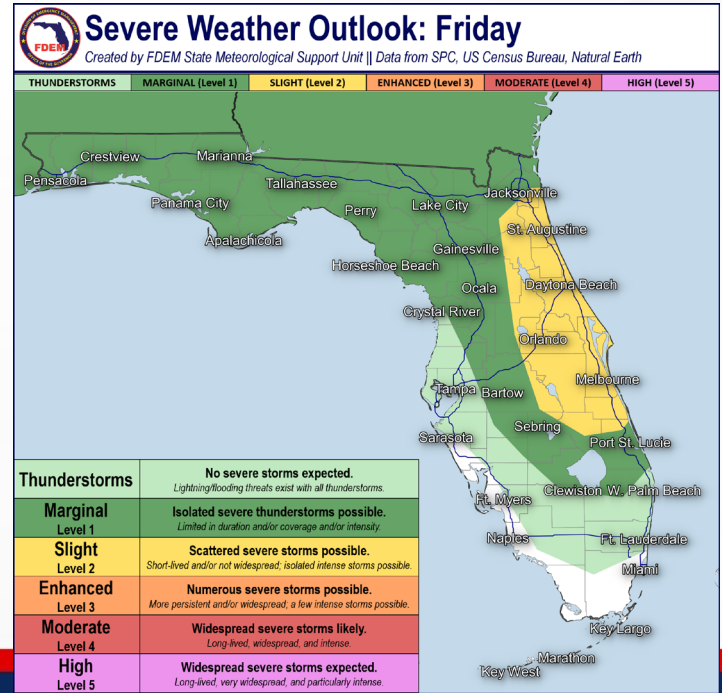 Severe Weather Outlook: Friday
Created by FDEM State Meteorological Support Unit || Data from SPC, US Census Bureau, Natural Earth
FDEM
THUNDERSTORMS
MARGINAL (Level 1)
SLIGHT (Level 2)
ENHANCED (Level 3)
MODERATE (Level 4)
HIGH (Level 5)
Crestview
Marianna
Pensacola
Tallahassee
Jacksonville
Panama City
Perry
Lake City
St. Augustine
Apalachicola
Gainesville
Horseshoe Beach
Ocala
Daytona Beach
Crystal River
Orlando
Tampa
Bartow
Melbourne
Sebring
Sarasota
Port St. Lucie
Ft. Myers
Clewiston
W. Palm Beach
Naples
Ft. Lauderdale
Miami
Key Largo
Marathon
Key West
Thunderstorms
No severe storms expected.
Lightning/flooding threats exist with all thunderstorms.
Marginal
Level 1
Isolated severe thunderstorms possible.
Limited in duration and/or coverage and/or intensity.
Slight
Level 2
Scattered severe storms possible.
Short-lived and/or not widespread; isolated intense storms possible.
Enhanced
Level 3
Numerous severe storms possible.
More persistent and/or widespread; a few intense storms possible.
Moderate
Level 4
Widespread severe storms likely.
Long-lived, widespread, and intense.
High
Level 5
Widespread severe storms expected.
Long-lived, very widespread, and particularly intense.